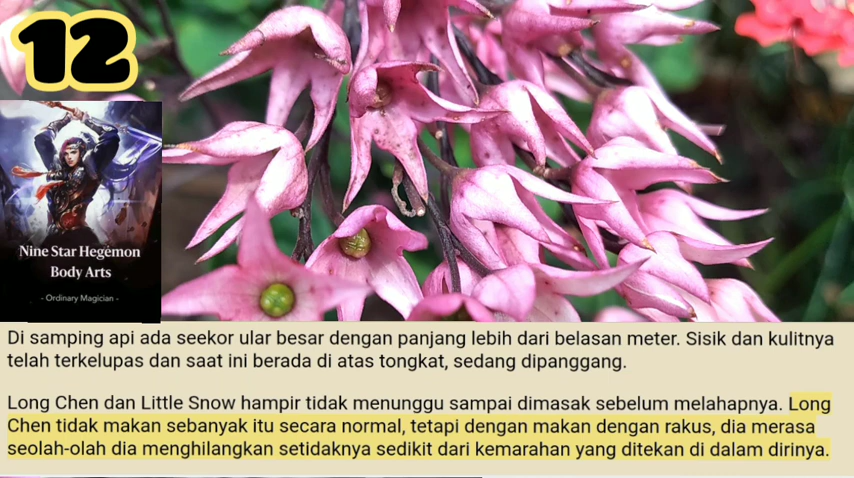 12
Nine Star Hegemon
Body Arts
- Ordinary Magician -
Di samping api ada seekor ular besar dengan panjang lebih dari belasan meter. Sisik dan kulitnya
telah terkelupas dan saat ini berada di atas tongkat, sedang dipanggang.
Long Chen dan Little Snow hampir tidak menunggu sampai dimasak sebelum melahapnya. Long
Chen tidak makan sebanyak itu secara normal, tetapi dengan makan dengan rakus, dia merasa
seolah-olah dia menghilangkan setidaknya sedikit dari kemarahan yang ditekan di dalam dirinya.